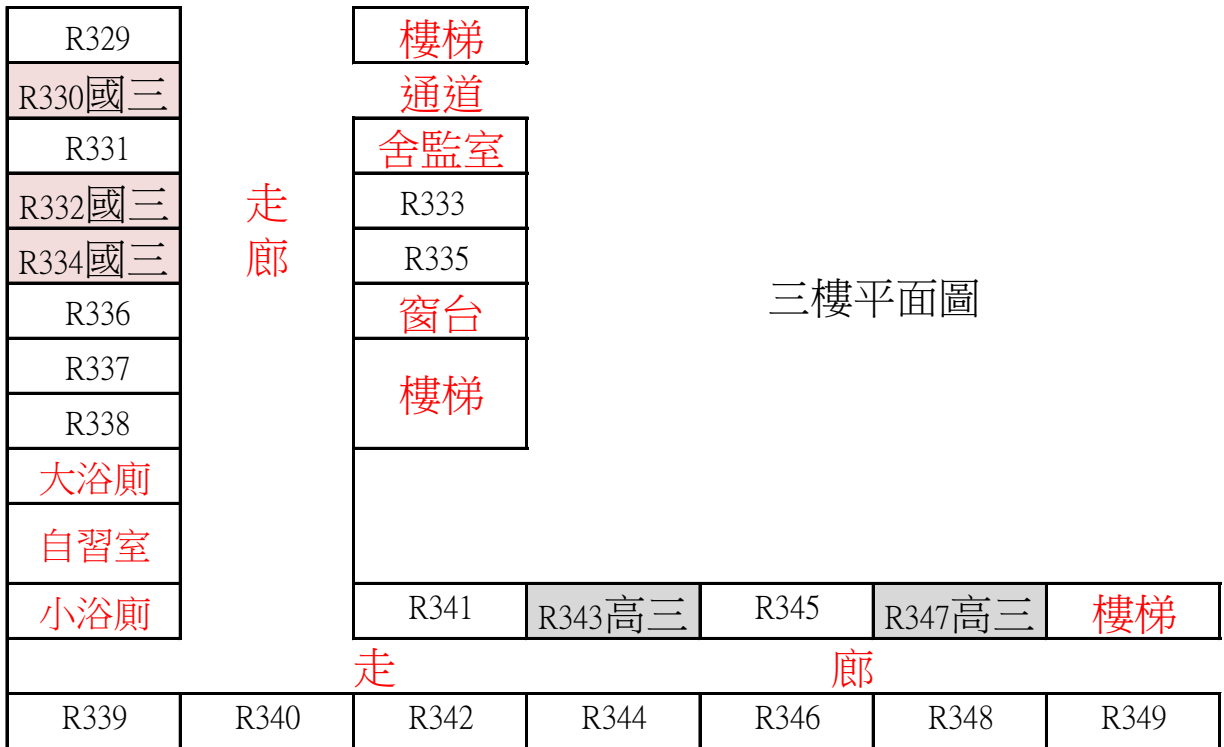 R329 樓梯
R330國三 通道
R331 舍監室
R332國三 走 R333
R334國三 廊 R335
R336 窗台 三樓平面圖
R337
樓梯
R338
大浴廁
自習室
小浴廁 R341 R343高三 R345 R347高三 樓梯
走 廊
R339 R340 R342 R344 R346 R348 R349